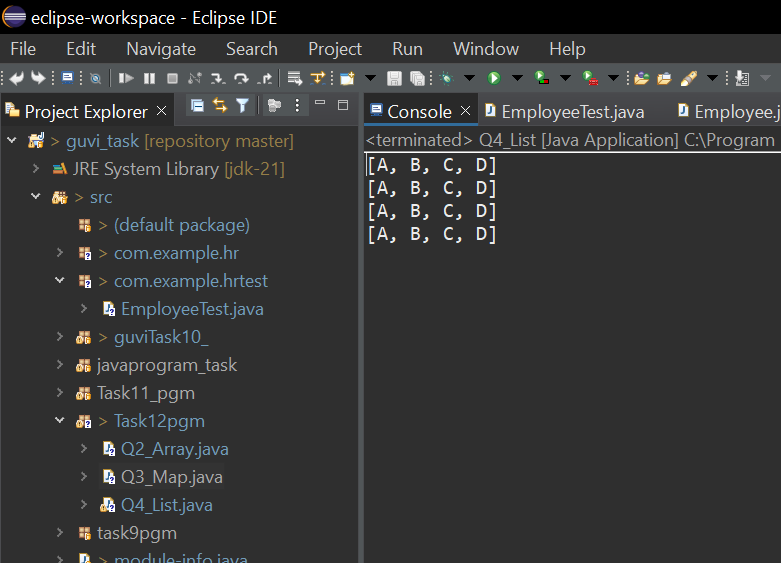 eclipse-workspace - Eclipse IDE
File Edit Navigate Search Project Run Window Help
Project Explorer
> guvi_task [repository master]
JRE System Library [jdk-21]
> src
> (default package)
> com.example.hr
> com.example.hrtest
EmployeeTest.java
> guviTask10_
javaprogram_task
Task11_pgm
> Task12pgm
Q2_Array.java
Q3_Map.java
Q4_List.java
task9pgm
> module-info.java
Console EmployeeTest.java Employee.j
<terminated> Q4_List [Java Application] C:\Program
[A, B, C, D]
[A, B, C, D]
[A, B, C, D]
[A, B, C, D]